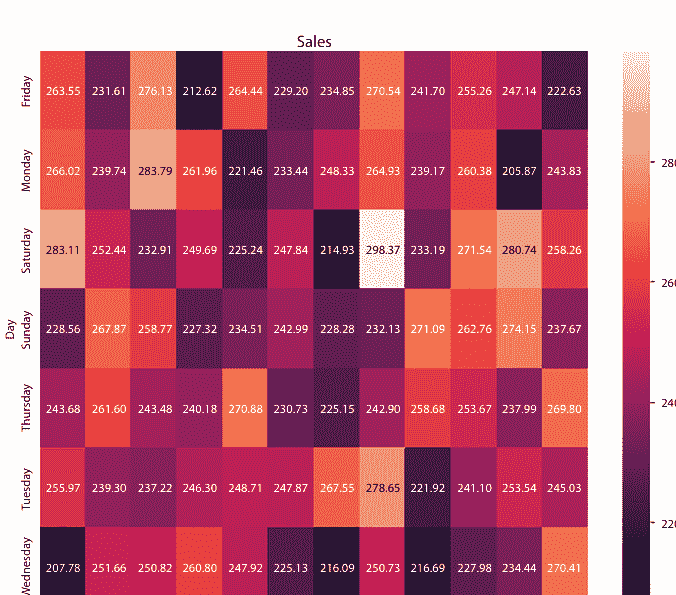 Sales
Friday 263.55 231.61 276.13 212.62 264.44 229.20 234.85 270.54 241.70 255.26 247.14 222.63
Monday 266.02 239.74 283.79 261.96 221.46 233.44 248.33 264.93 239.17 260.38 205.87 243.83
280
Saturday 283.11 252.44 232.91 249.69 225.24 247.84 214.93 298.37 233.19 271.54 280.74 258.26
260
Day
Sunday 228.56 267.87 258.77 227.32 234.51 242.99 228.28 232.13 271.09 262.76 274.15 237.67
Thursday 243.68 261.60 243.48 240.18 270.88 230.73 225.15 242.90 258.68 253.67 237.99 269.80
240
Tuesday 255.97 239.30 237.22 246.30 248.71 247.87 267.55 278.65 221.92 241.10 253.54 245.03
220
Wednesday 207.78 251.66 250.82 260.80 247.92 225.13 216.09 250.73 216.69 227.98 234.44 270.41